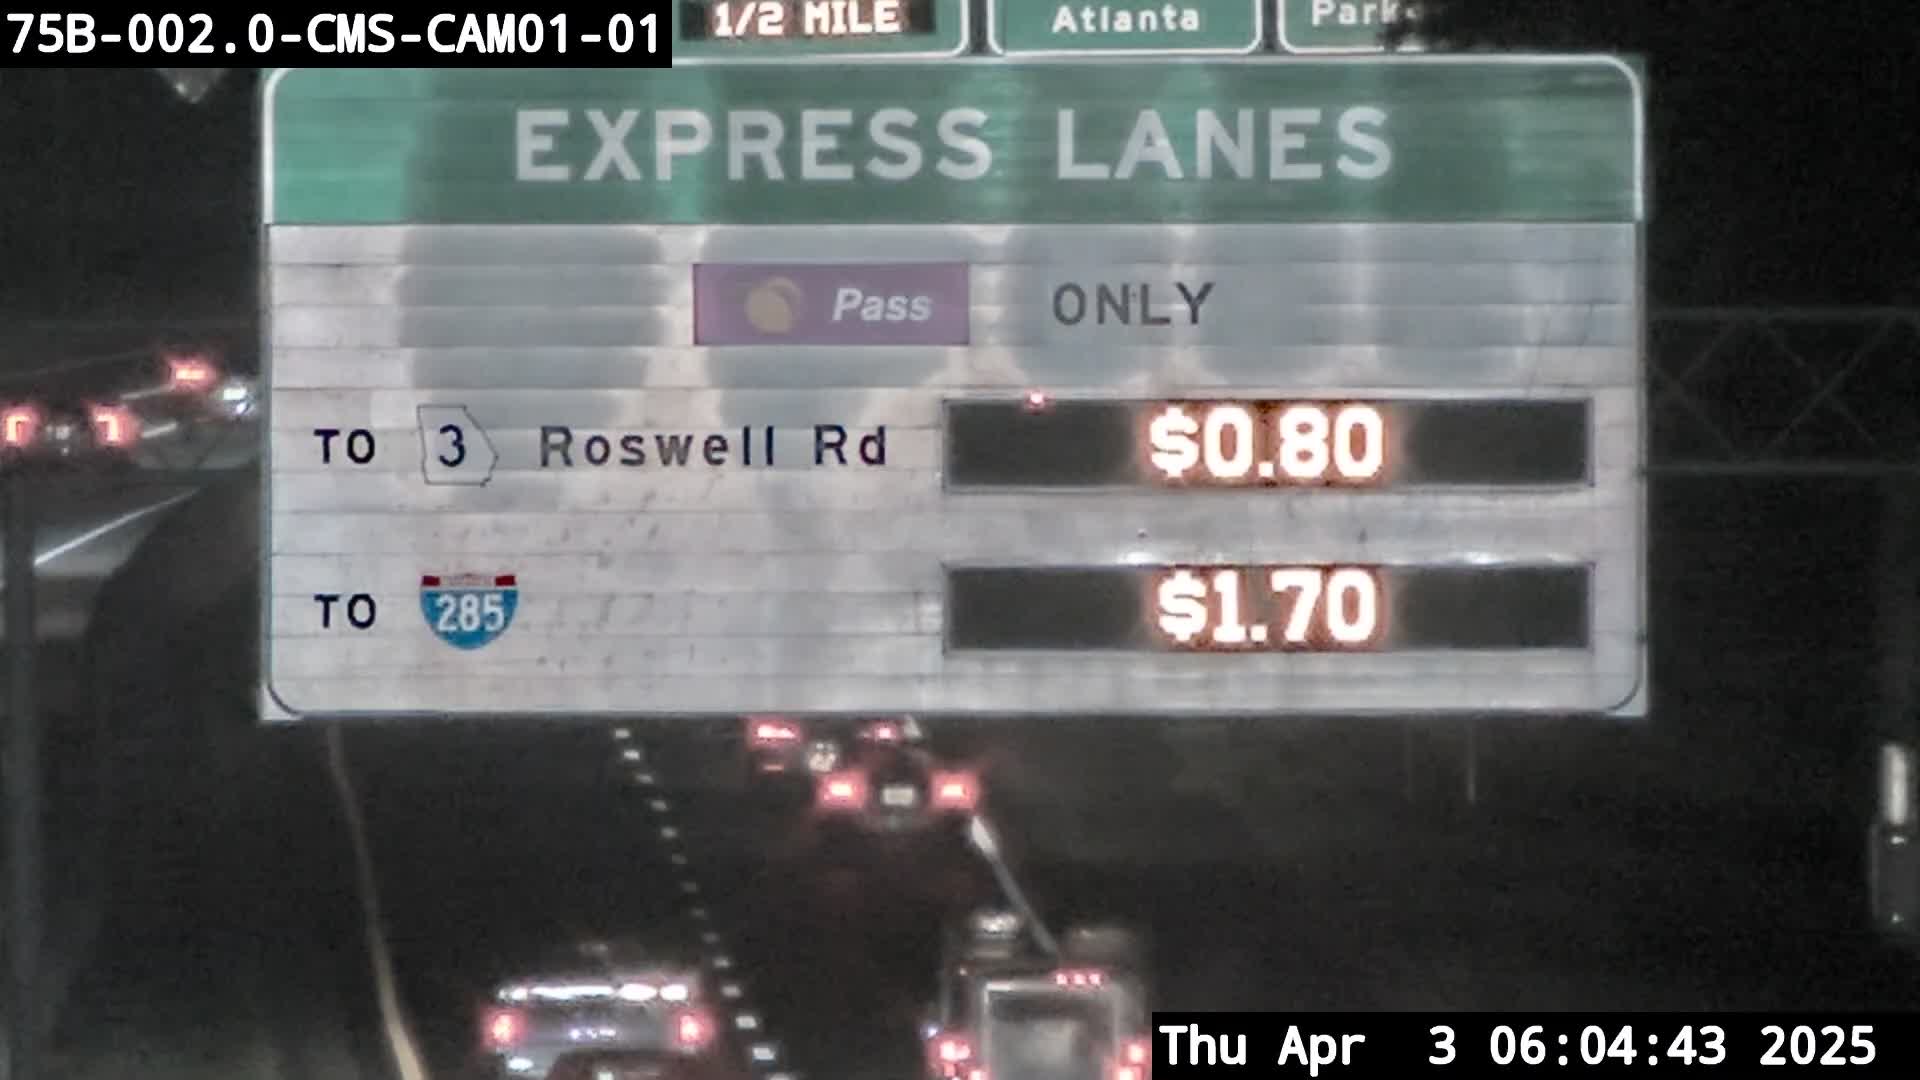 75B-002.0-CMS-CAM01-01
1/2 MILE
Atlanta
Park
EXPRESS LANES
Pass ONLY
TO 3 Roswell Rd $0.80
TO 285 $1.70
Thu Apr 3 06:04:43 2025